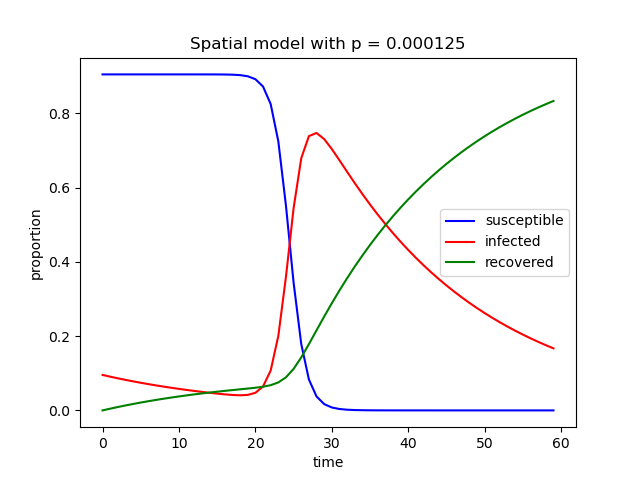 Spatial model with p = 0.000125
proportion
0.8
0.6
0.4
0.2
0.0
susceptible
infected
recovered
0 10 20 30 40 50 60
time